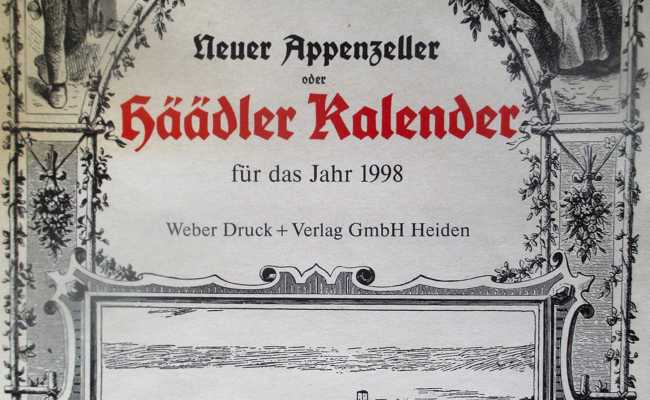 Neuer Appenzeller
oder
Häädler Kalender
für das Jahr 1998
Weber Druck + Verlag GmbH Heiden